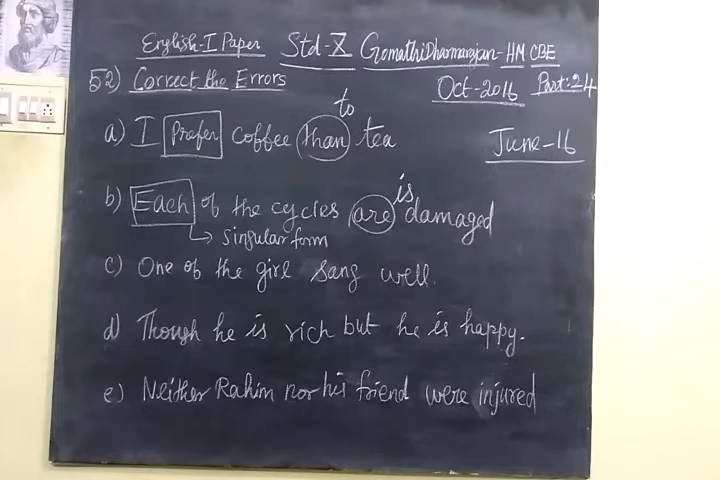 English-I Paper Std-X GomathiDharmarajan-HM CBE
52) Correct the Errors Oct-2016 Part:24
to
a) I Prefer coffee than tea June-16
is
b) Each of the cycles are damaged
↳ singular form
c) One of the girl sang well.
d) Though he is rich but he is happy.
e) Neither Rahim nor his friend were injured